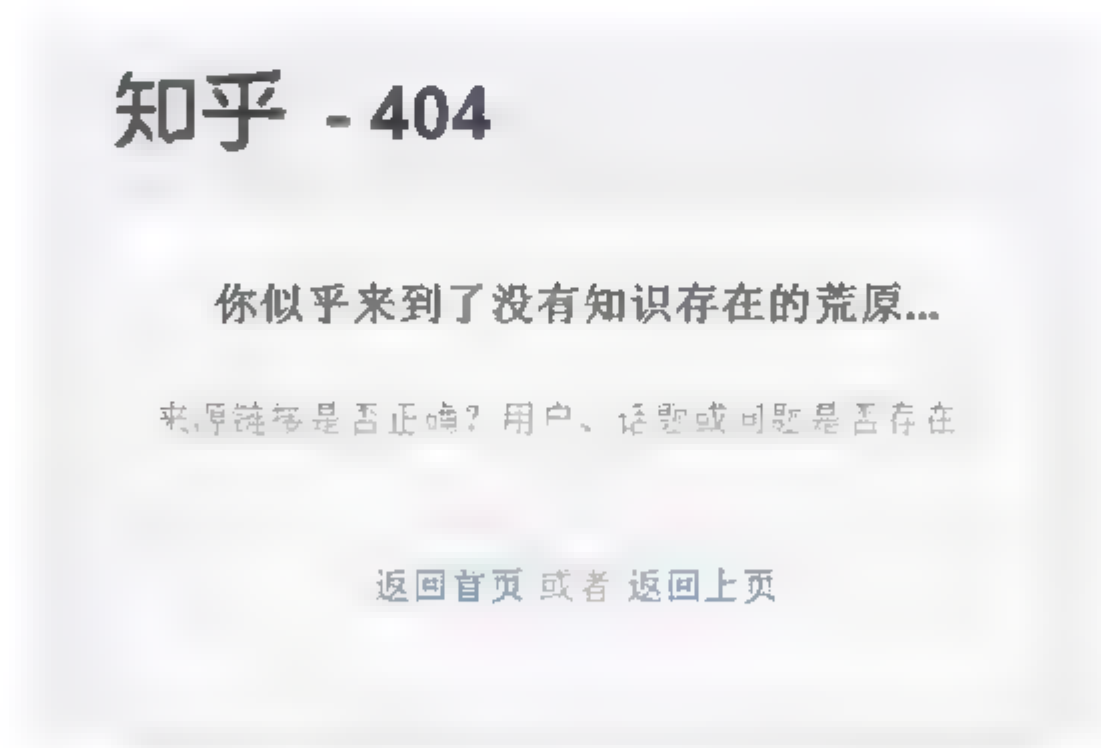 知乎 - 404
你似乎来到了没有知识存在的荒原...
来原链接是否正确？用户、话题或问题是否存在
返回首页 或者 返回上页